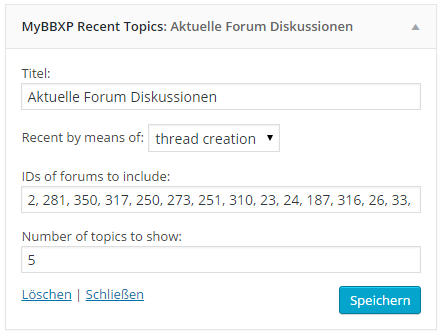 MyBBXP Recent Topics: Aktuelle Forum Diskussionen
Titel:
Aktuelle Forum Diskussionen
Recent by means of: thread creation
IDs of forums to include:
2, 281, 350, 317, 250, 273, 251, 310, 23, 24, 187, 316, 26, 33,
Number of topics to show:
5
Löschen | Schließen Speichern